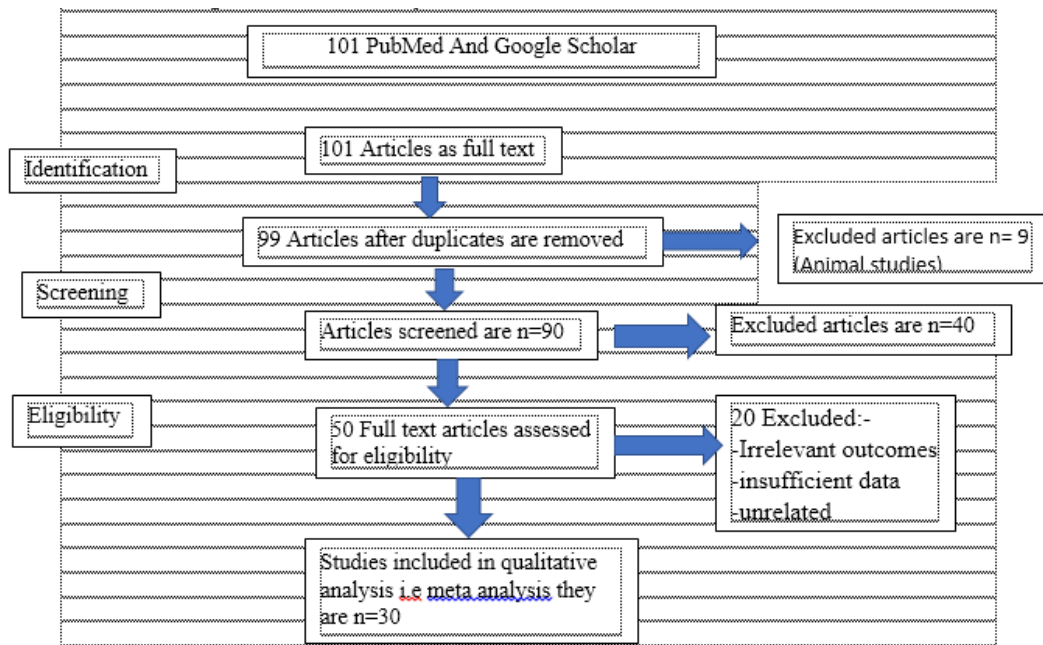 101 PubMed And Google Scholar
101 Articles as full text
Identification
99 Articles after duplicates are removed
Excluded articles are n= 9
(Animal studies)
Screening
Articles screened are n=90
Excluded articles are n=40
Eligibility
50 Full text articles assessed
for eligibility
20 Excluded:-
-Irrelevant outcomes
-insufficient data
-unrelated
Studies included in qualitative
analysis i.e meta analysis they
are n=30